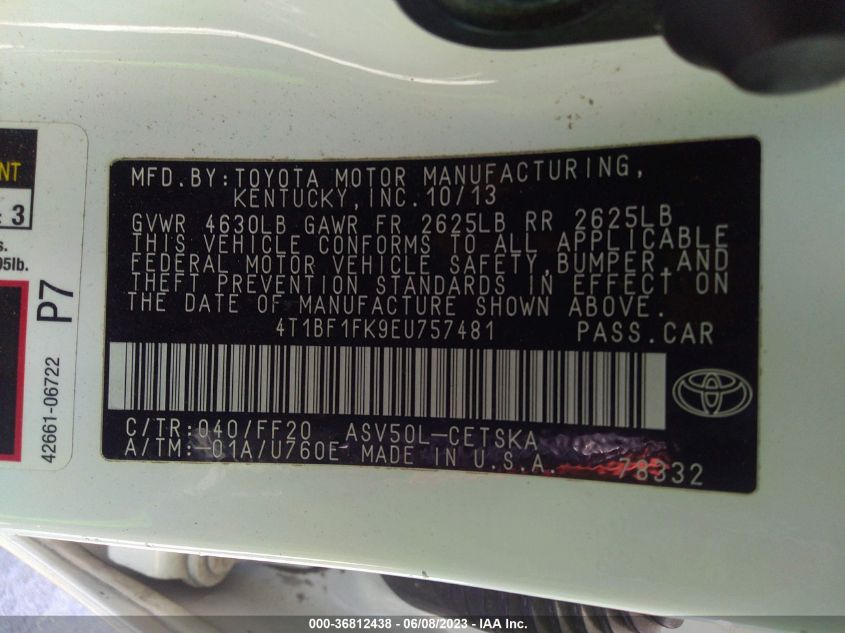 NT
: 3
s.
05lb.
P7
42661-06722
MFD.BY:TOYOTA MOTOR MANUFACTURING,
KENTUCKY,INC.10/13
GVWR 4630LB GAWR FR 2625LB RR 2625LB
THIS VEHICLE CONFORMS TO ALL APPLICABLE
FEDERAL MOTOR VEHICLE SAFETY,BUMPER,AND
THEFT PREVENTION STANDARDS IN EFFECT ON
THE DATE OF MANUFACTURE SHOWN ABOVE.
4T1BF1FK9EU757481 PASS.CAR
C/TR:040/FF20 ASV50L-CETSKA
A/TM:-01A/U760E MADE IN U.S.A.
78332
000-36812438 - 06/08/2023 - IAA Inc.